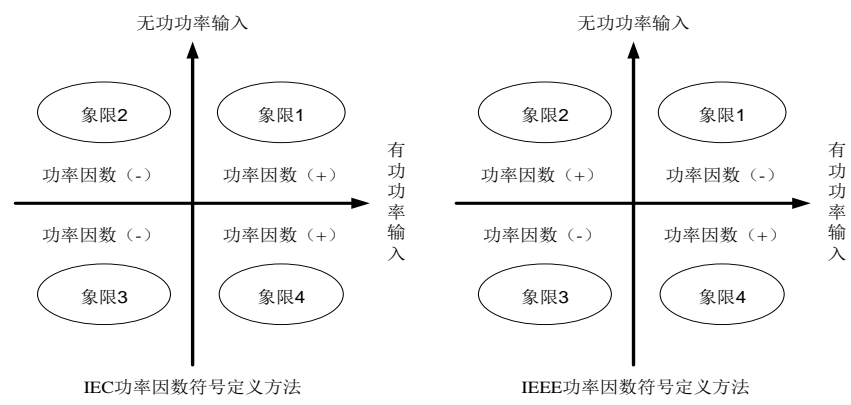 无功功率输入
象限2
象限1
功率因数（-）
功率因数（+）
有功功率输入
功率因数（-）
功率因数（+）
象限3
象限4
IEC功率因数符号定义方法
无功功率输入
象限2
象限1
功率因数（+）
功率因数（-）
有功功率输入
功率因数（-）
功率因数（+）
象限3
象限4
IEEE功率因数符号定义方法